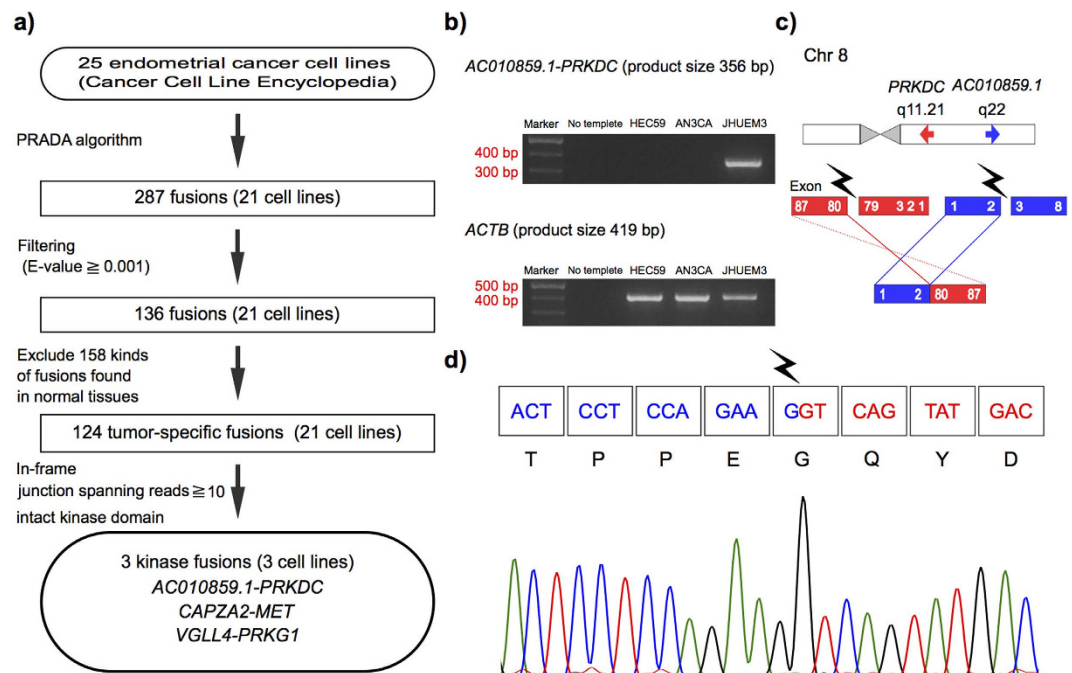 a)
25 endometrial cancer cell lines
(Cancer Cell Line Encyclopedia)
PRADA algorithm
287 fusions (21 cell lines)
Filtering
(E-value ≧ 0.001)
136 fusions (21 cell lines)
Exclude 158 kinds
of fusions found
in normal tissues
124 tumor-specific fusions (21 cell lines)
In-frame
junction spanning reads ≧10
intact kinase domain
3 kinase fusions (3 cell lines)
AC010859.1-PRKDC
CAPZA2-MET
VGLL4-PRKG1
b)
AC010859.1-PRKDC (product size 356 bp)
Marker No templete HEC59 AN3CA JHUEM3
400 bp
300 bp
ACTB (product size 419 bp)
Marker No templete HEC59 AN3CA JHUEM3
500 bp
400 bp
c)
Chr 8
PRKDC AC010859.1
q11.21 q22
Exon
87 80 79 3 2 1 1 2 3 8
1 2 80 87
d)
ACT CCT CCA GAA GGT CAG TAT GAC
T P P E G Q Y D